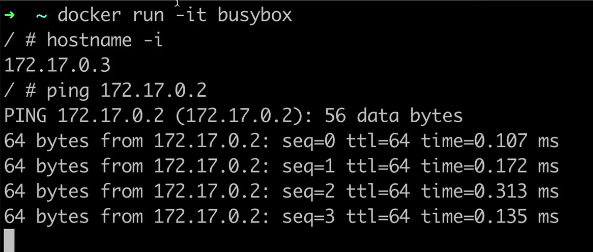 ➜ ~ docker run -it busybox
/ # hostname -i
172.17.0.3
/ # ping 172.17.0.2
PING 172.17.0.2 (172.17.0.2): 56 data bytes
64 bytes from 172.17.0.2: seq=0 ttl=64 time=0.107 ms
64 bytes from 172.17.0.2: seq=1 ttl=64 time=0.172 ms
64 bytes from 172.17.0.2: seq=2 ttl=64 time=0.313 ms
64 bytes from 172.17.0.2: seq=3 ttl=64 time=0.135 ms